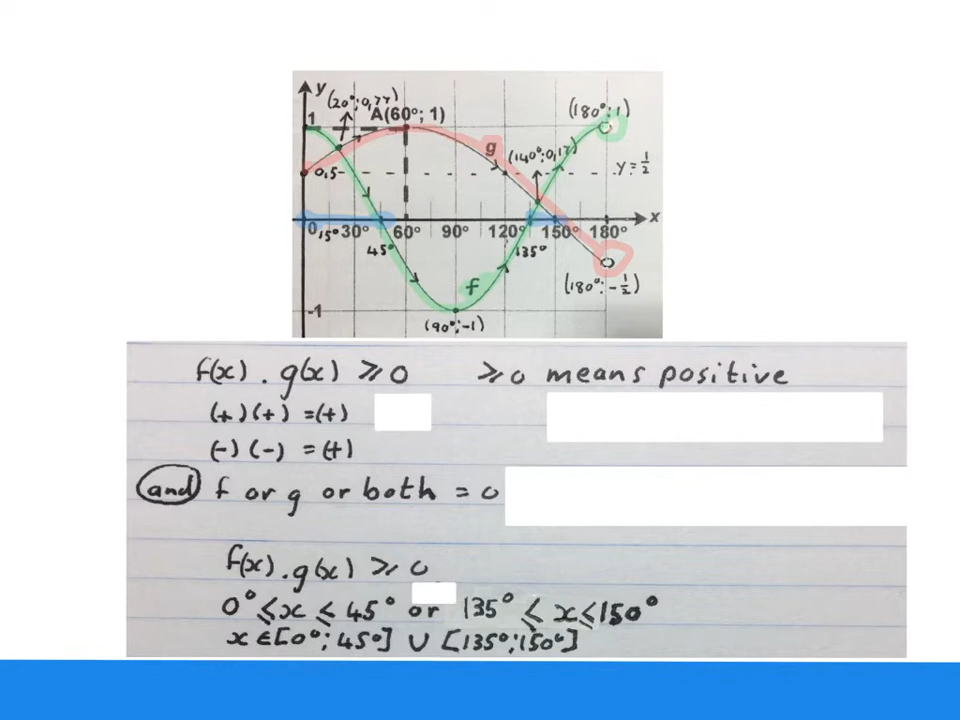 y
(20°;0,77)
A(60°; 1)
(180°;1)
1
g
(140°;0,17)
y = 1/2
0,5
x
0 15° 30° 60° 90° 120° 150° 180°
45°
135°
f
(180°;-1/2)
-1
(90°;-1)
f(x) . g(x) ⩾ 0 ⩾ 0 means positive
(+)(+) = (+)
(-)(-) = (+)
and f or g or both = 0
f(x) . g(x) ⩾ 0
0° ≤ x ≤ 45° or 135° ≤ x ≤ 150°
x ∈ [0°; 45°] ∪ [135°; 150°]